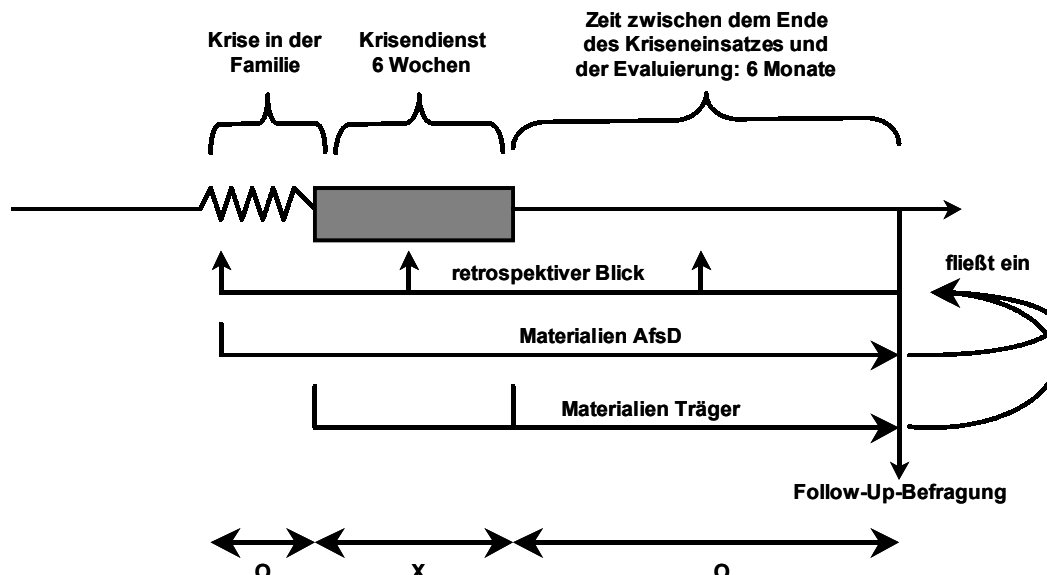 Krise in der
Familie
Krisendienst
6 Wochen
Zeit zwischen dem Ende
des Kriseneinsatzes und
der Evaluierung: 6 Monate
retrospektiver Blick
fließt ein
Materialien AfsD
Materialien Träger
Follow-Up-Befragung
O X O